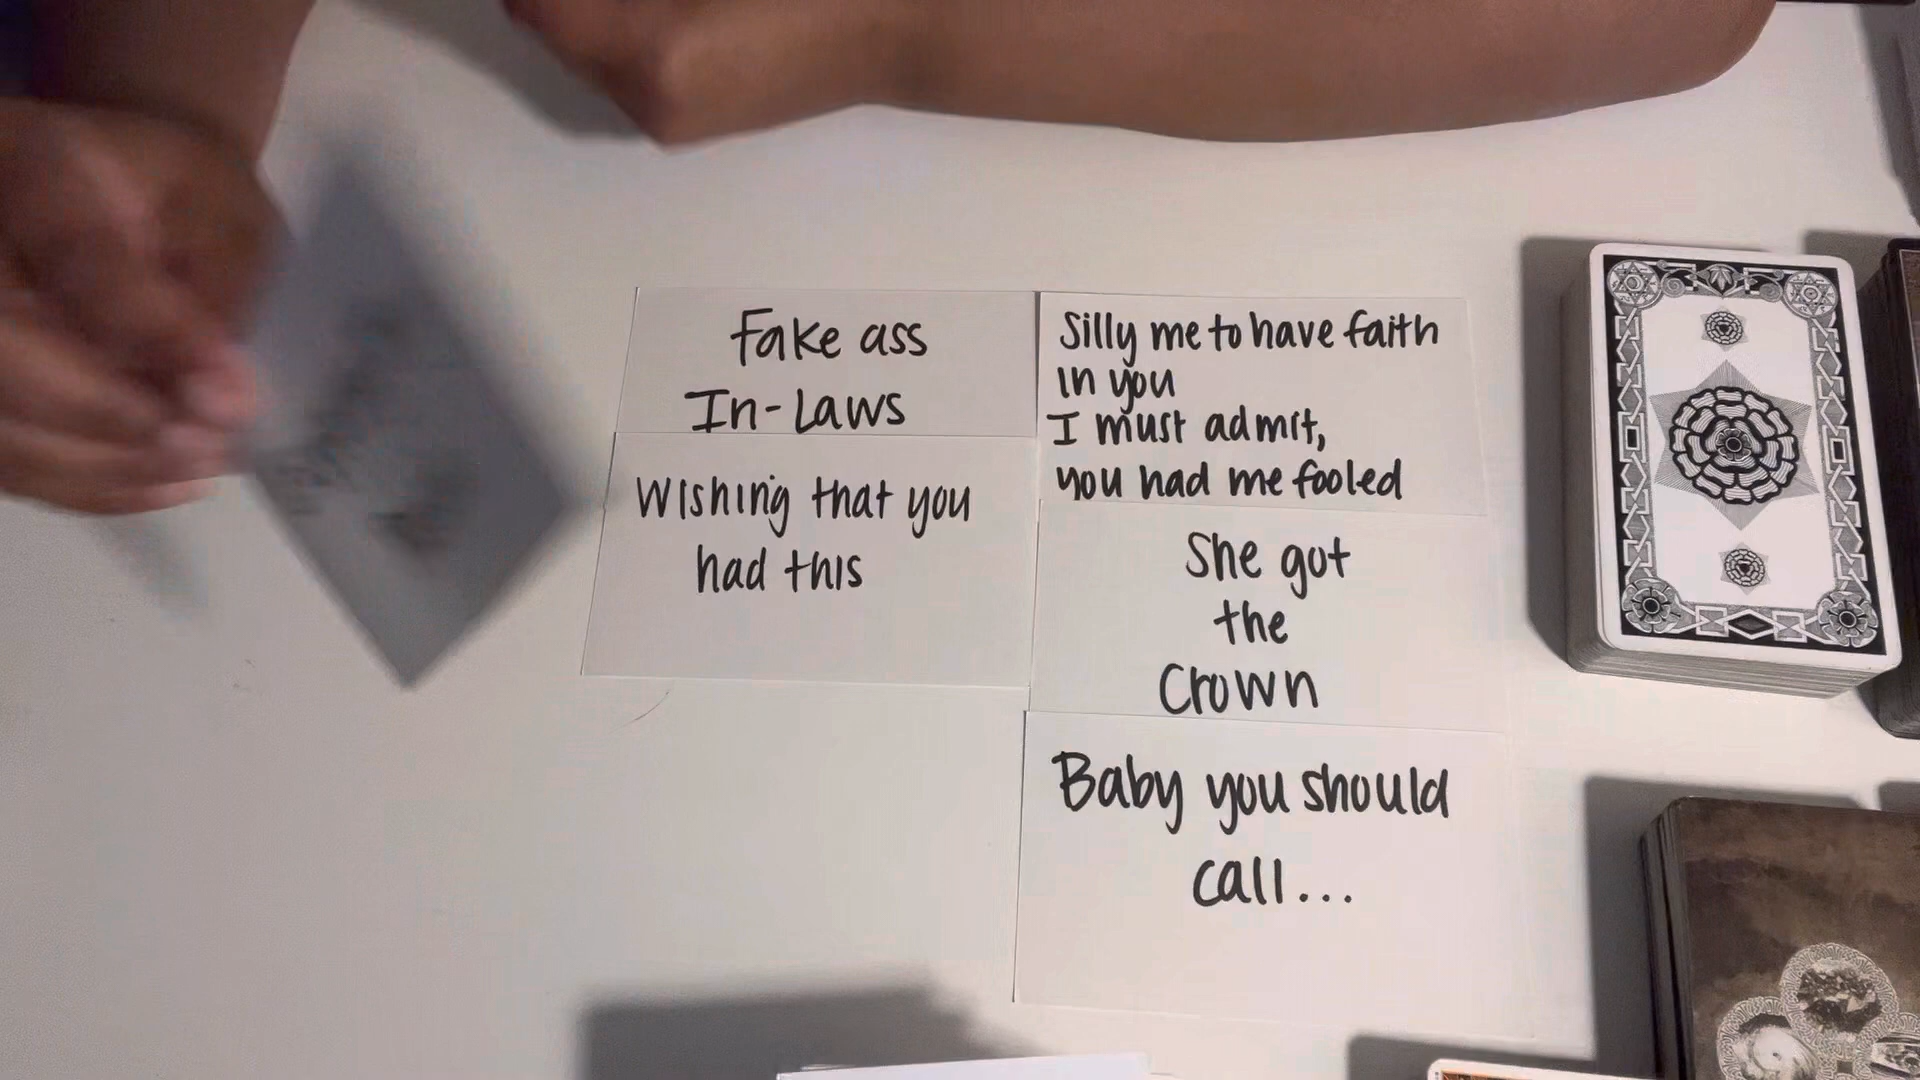 Fake ass
In-Laws
Wishing that you
had this
Silly me to have faith
in you
I must admit,
you had me fooled
She got
the
Crown
Baby you should
call...